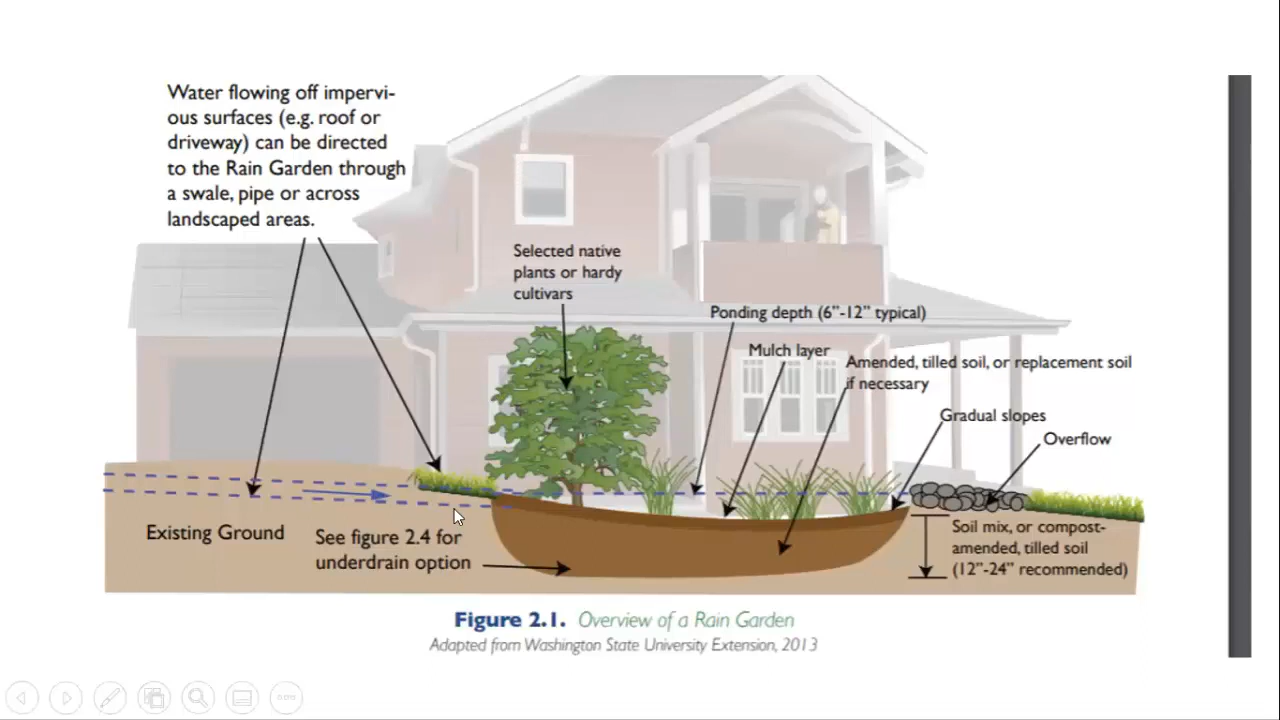 Water flowing off impervi-
ous surfaces (e.g. roof or
driveway) can be directed
to the Rain Garden through
a swale, pipe or across
landscaped areas.
Selected native
plants or hardy
cultivars
Ponding depth (6"-12" typical)
Mulch layer
Amended, tilled soil, or replacement soil
if necessary
Gradual slopes
Overflow
Existing Ground
See figure 2.4 for
underdrain option
Soil mix, or compost-
amended, tilled soil
(12"-24" recommended)
Figure 2.1. Overview of a Rain Garden
Adapted from Washington State University Extension, 2013